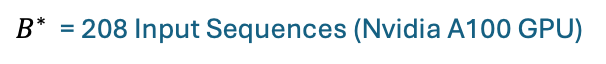 B* = 208 Input Sequences (Nvidia A100 GPU)